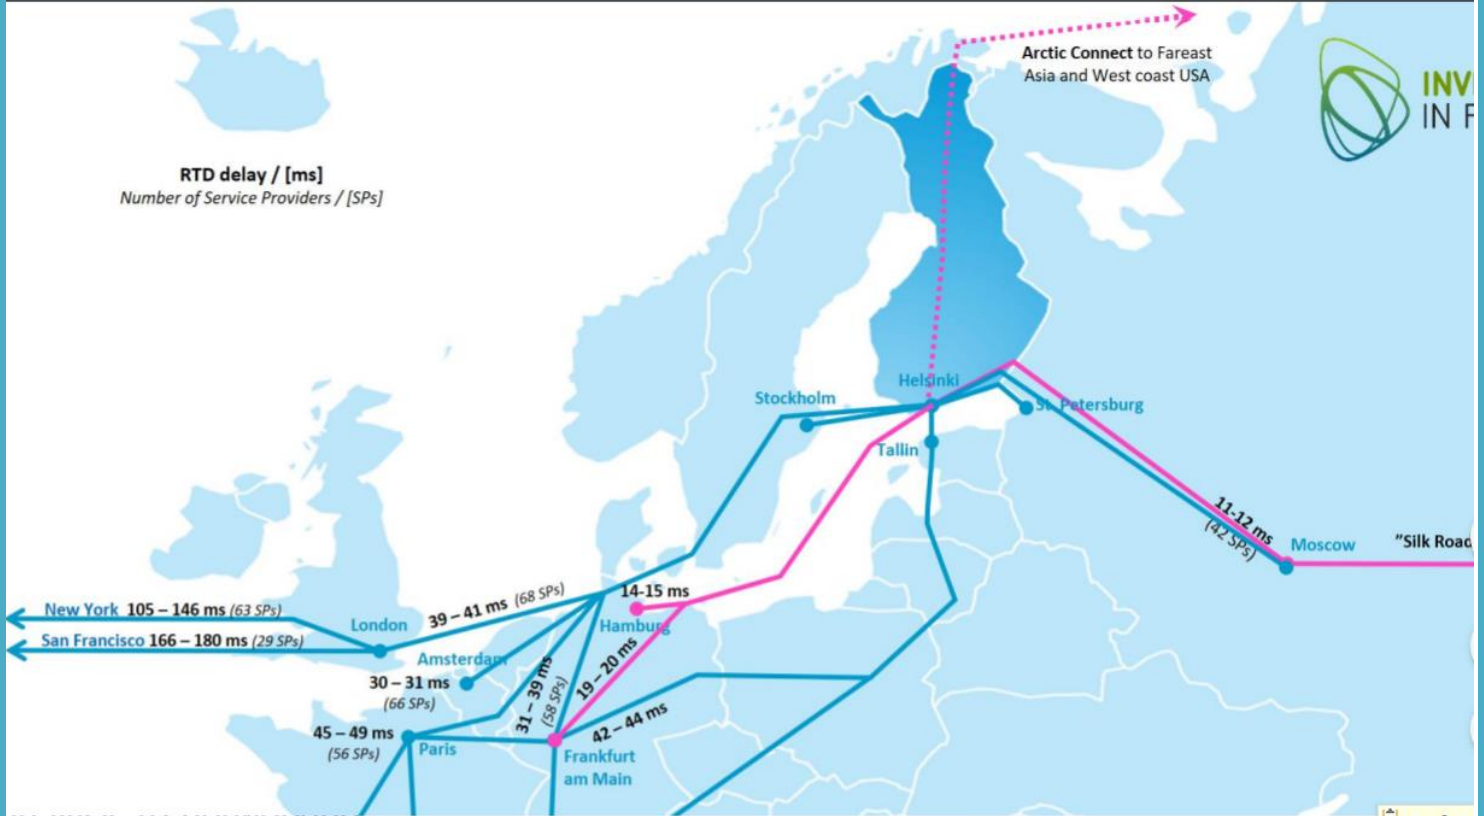 Arctic Connect to Fareast
Asia and West coast USA
INV
IN F
RTD delay / [ms]
Number of Service Providers / [SPs]
Helsinki
Stockholm
St. Petersburg
Tallin
11-12 ms
(42 SPs)
Moscow
"Silk Road
14-15 ms
Hamburg
39 – 41 ms (68 SPs)
New York 105 – 146 ms (63 SPs)
London
San Francisco 166 – 180 ms (29 SPs)
Amsterdam
30 – 31 ms
(66 SPs)
31 – 39 ms
(58 SPs)
19 – 20 ms
42 – 44 ms
45 – 49 ms
(56 SPs)
Paris
Frankfurt
am Main